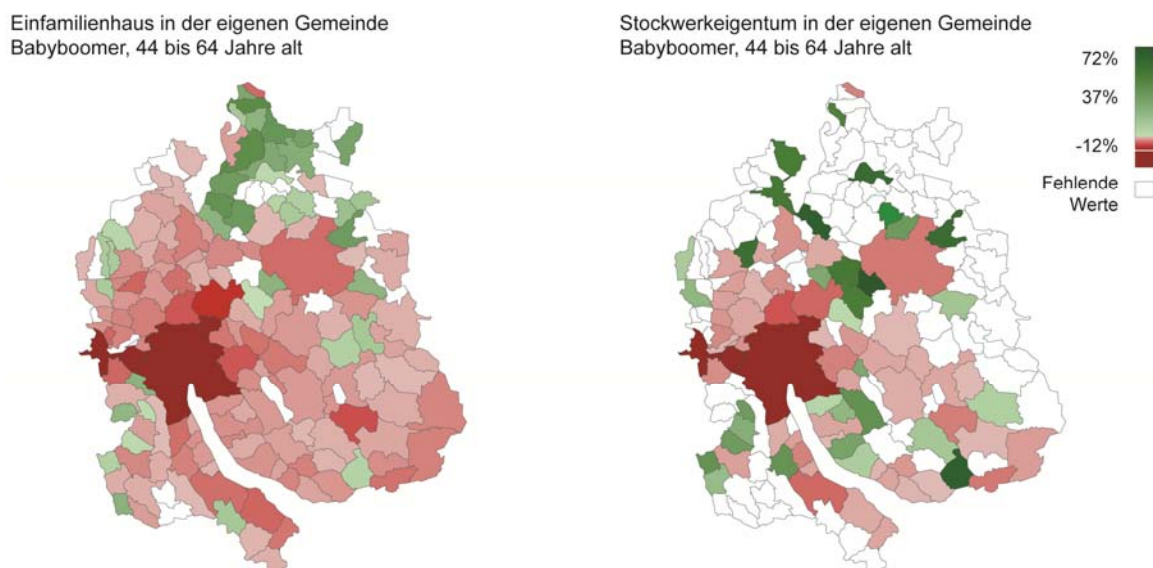 Einfamilienhaus in der eigenen Gemeinde
Babyboomer, 44 bis 64 Jahre alt
Stockwerkeigentum in der eigenen Gemeinde
Babyboomer, 44 bis 64 Jahre alt
72%
37%
-12%
Fehlende
Werte